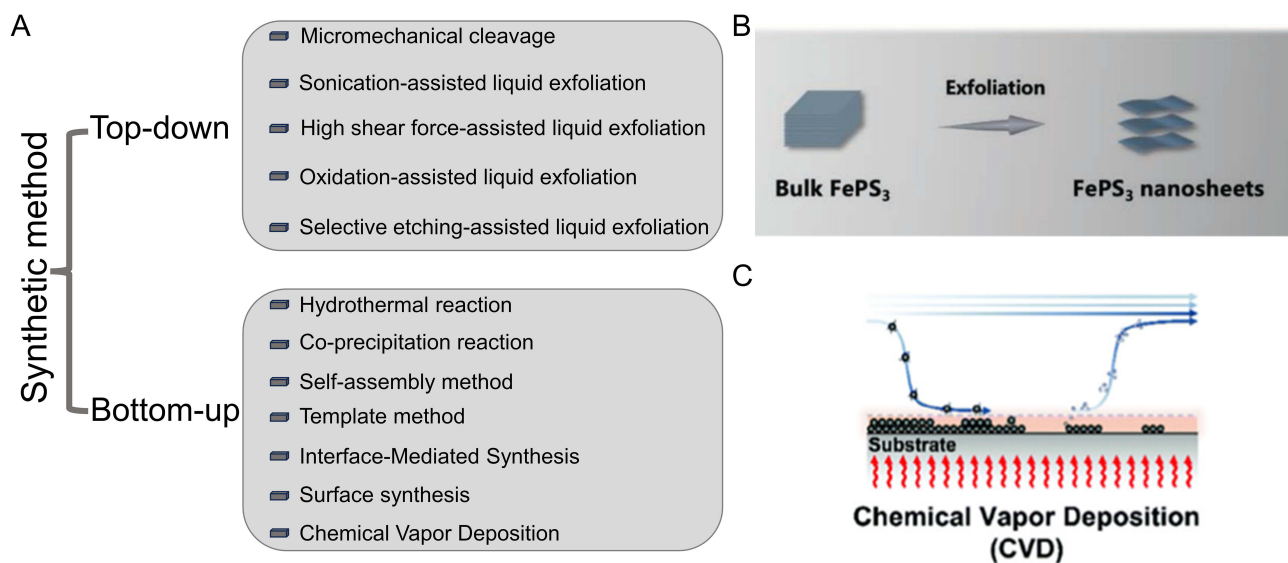 A
Synthetic method
Top-down
Micromechanical cleavage
Sonication-assisted liquid exfoliation
High shear force-assisted liquid exfoliation
Oxidation-assisted liquid exfoliation
Selective etching-assisted liquid exfoliation
Bottom-up
Hydrothermal reaction
Co-precipitation reaction
Self-assembly method
Template method
Interface-Mediated Synthesis
Surface synthesis
Chemical Vapor Deposition
B
Exfoliation
Bulk FePS₃
FePS₃ nanosheets
C
Substrate
Chemical Vapor Deposition
(CVD)